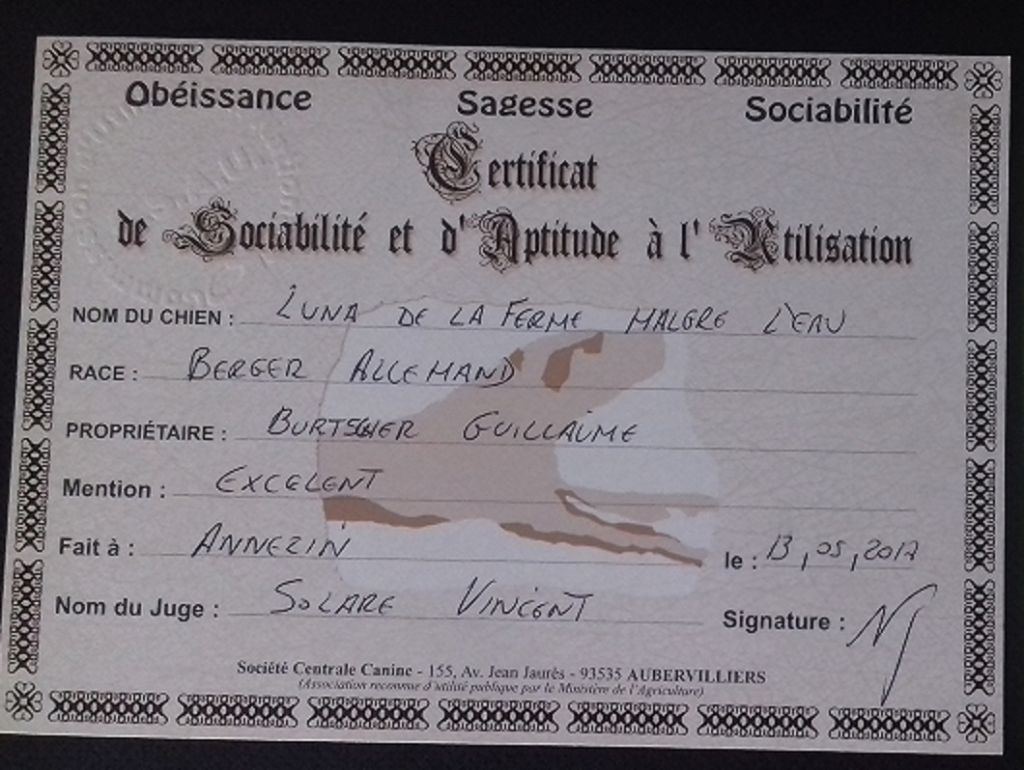 Obéissance Sagesse Sociabilité
Certificat
de Sociabilité et d'Aptitude à l'Utilisation
NOM DU CHIEN : LUNA DE LA FERME MALGRE L'EAU
RACE : BERGER ALLEMAND
PROPRIÉTAIRE : BURTSCHER GUILLAUME
Mention : EXCELENT
Fait à : ANNEZIN le : 13,05,2017
Nom du Juge : SOLARE VINCENT Signature :
Société Centrale Canine - 155, Av. Jean Jaurès - 93535 AUBERVILLIERS
(Association reconnue d'utilité publique par le Ministère de l'Agriculture)